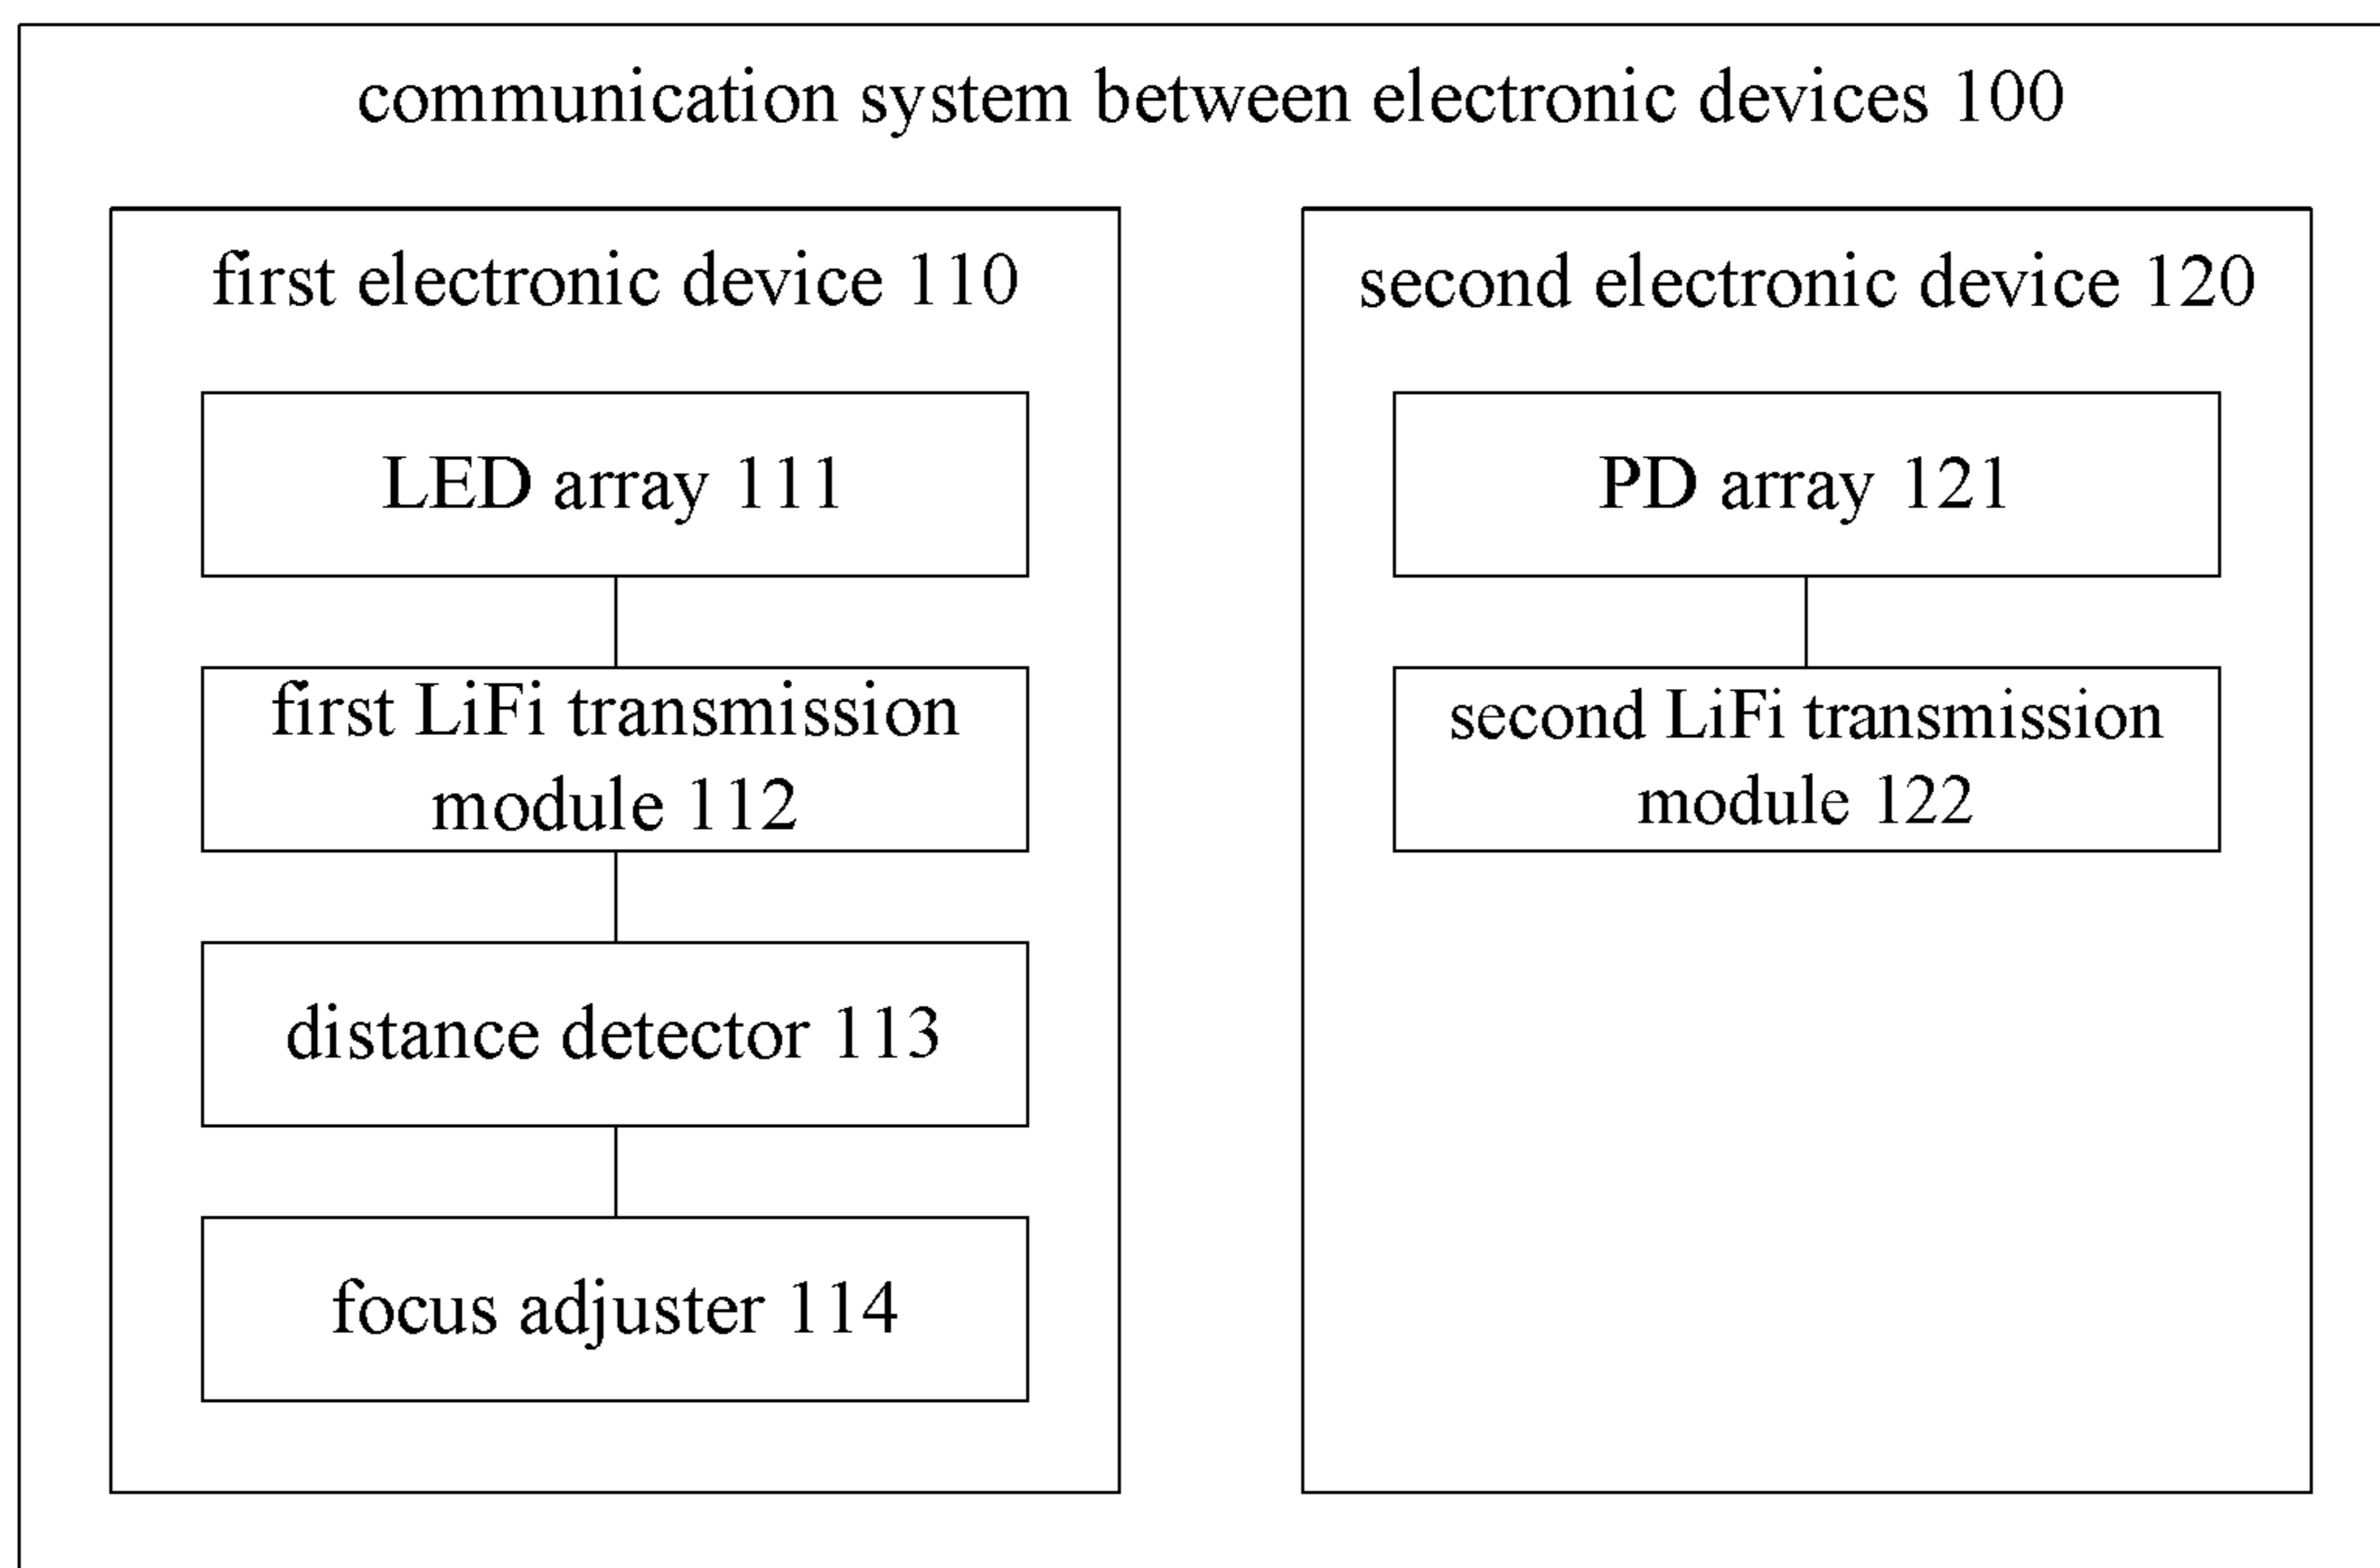 communication system between electronic devices 100
first electronic device 110
LED array 111
first LiFi transmission
module 112
distance detector 113
focus adjuster 114
second electronic device 120
PD array 121
second LiFi transmission
module 122